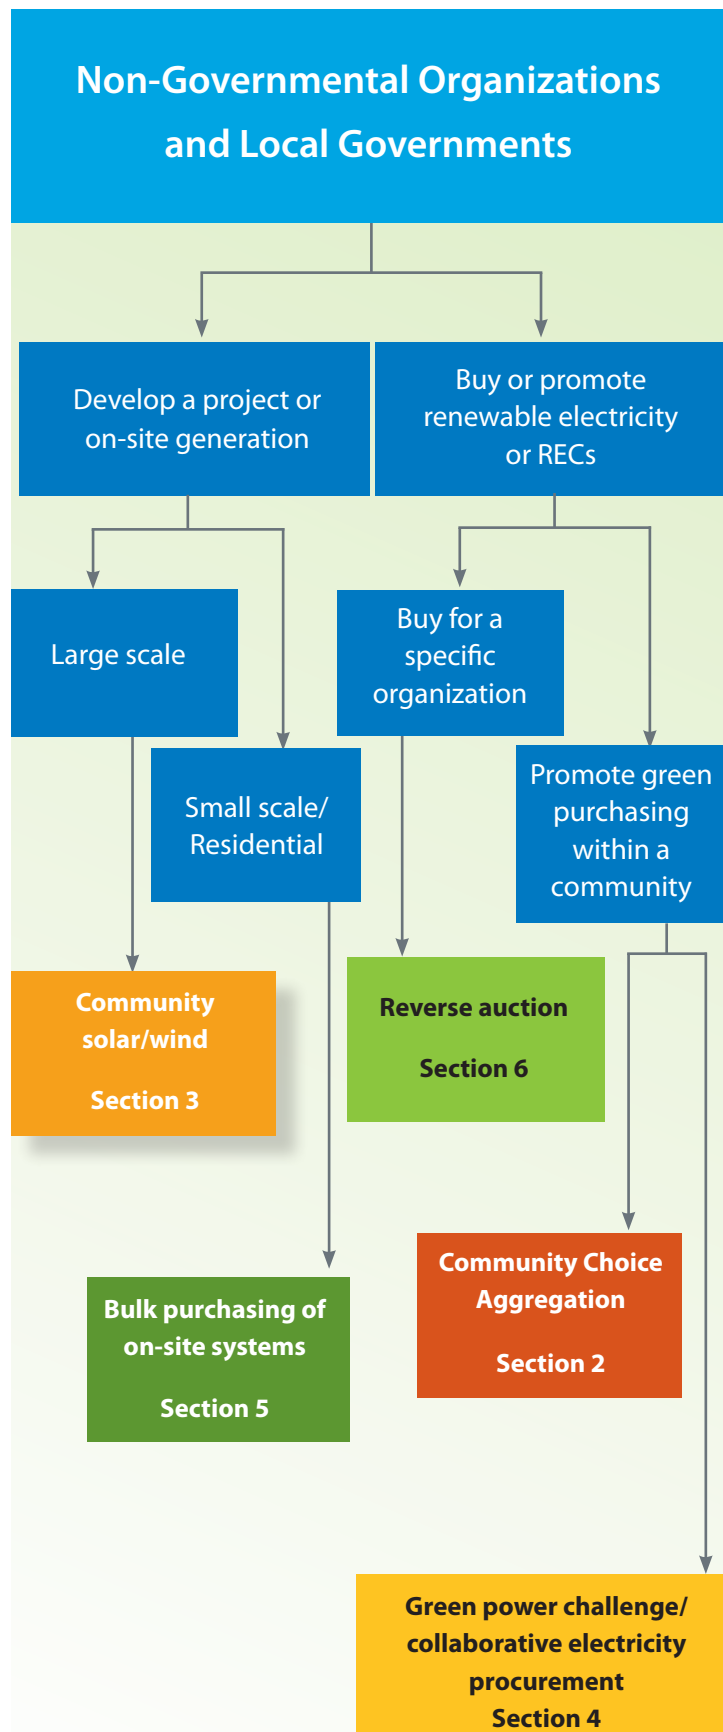 Non-Governmental Organizations
and Local Governments
Develop a project or
on-site generation
Buy or promote
renewable electricity
or RECs
Large scale
Buy for a
specific
organization
Small scale/
Residential
Promote green
purchasing
within a
community
Community
solar/wind
Section 3
Reverse auction
Section 6
Community Choice
Aggregation
Section 2
Bulk purchasing of
on-site systems
Section 5
Green power challenge/
collaborative electricity
procurement
Section 4